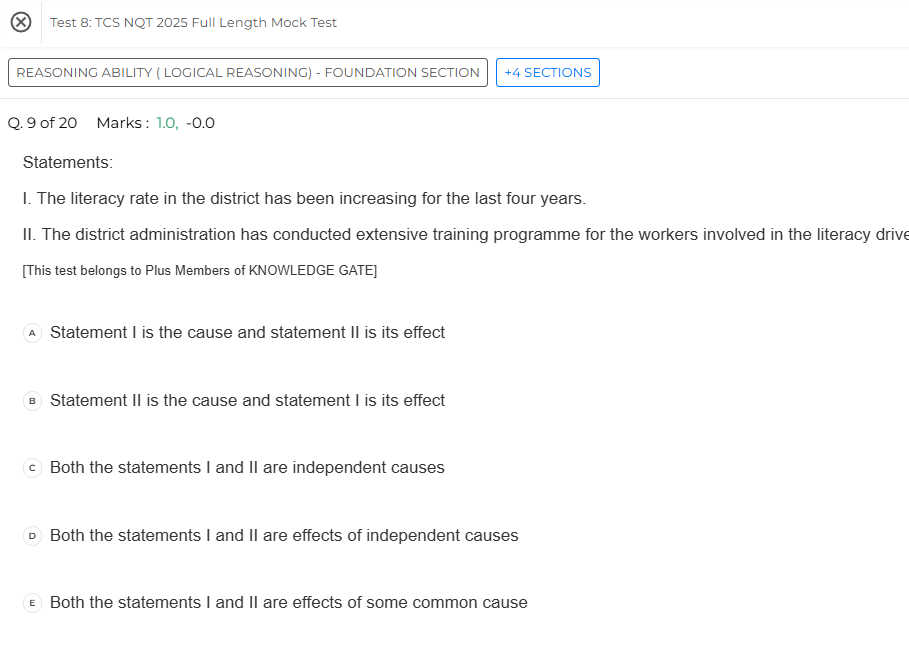 Test 8: TCS NQT 2025 Full Length Mock Test
REASONING ABILITY ( LOGICAL REASONING) - FOUNDATION SECTION +4 SECTIONS
Q. 9 of 20 Marks : 1.0, -0.0
Statements:
I. The literacy rate in the district has been increasing for the last four years.
II. The district administration has conducted extensive training programme for the workers involved in the literacy drive
[This test belongs to Plus Members of KNOWLEDGE GATE]
A Statement I is the cause and statement II is its effect
B Statement II is the cause and statement I is its effect
C Both the statements I and II are independent causes
D Both the statements I and II are effects of independent causes
E Both the statements I and II are effects of some common cause